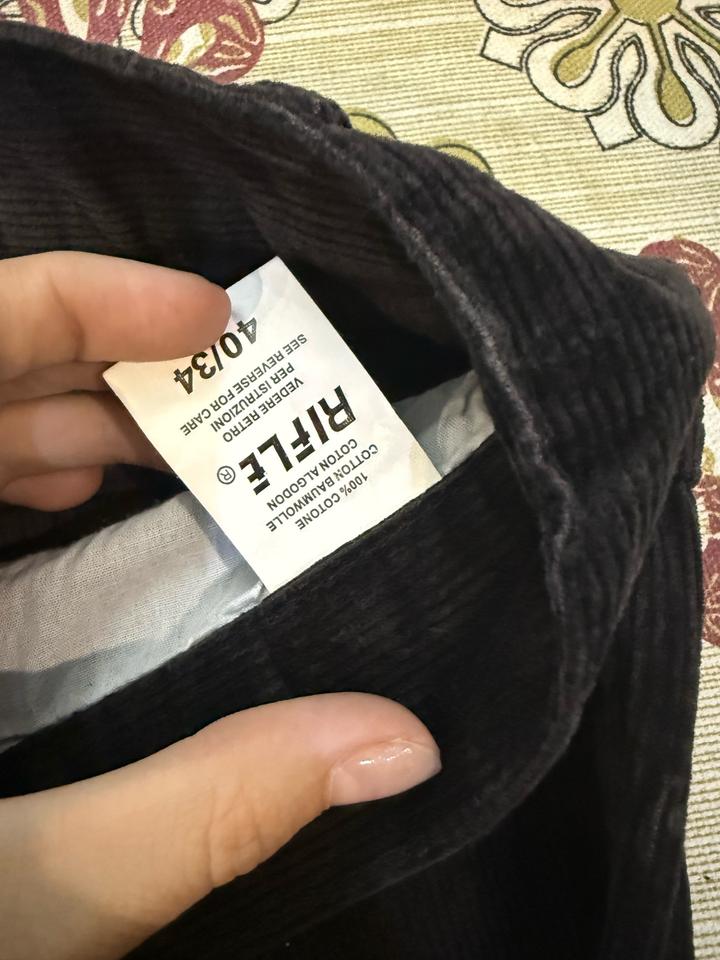 100% COTONE
COTTON BAUMWOLLE
COTON ALGODON
RIFLE®
VEDERE RETRO
PER ISTRUZIONI
SEE REVERSE FOR CARE
40/34